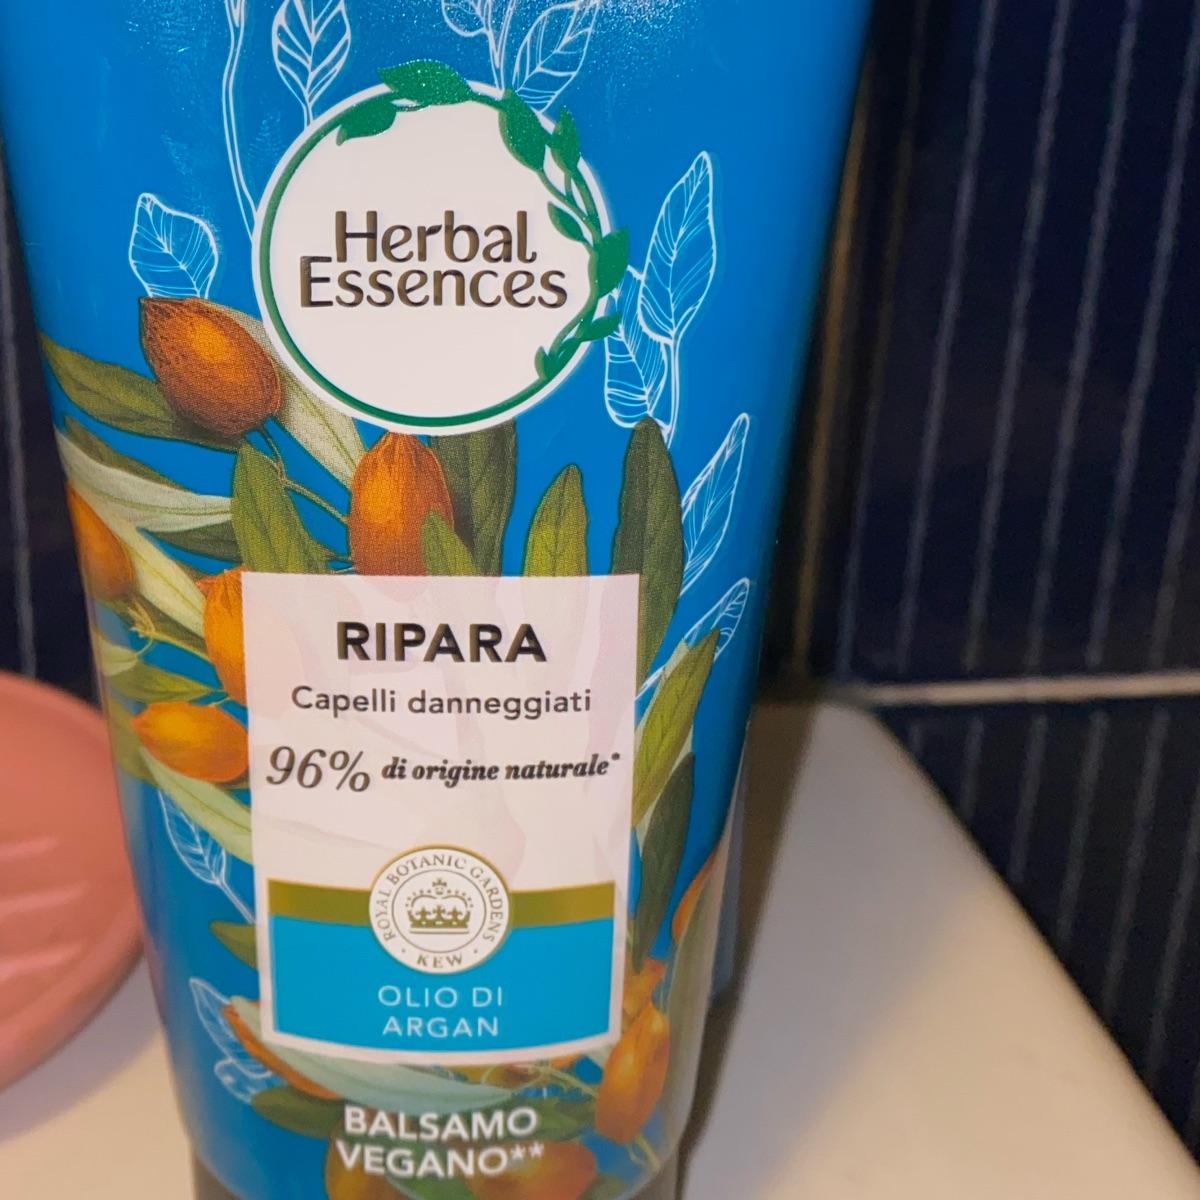 Herbal
Essences
RIPARA
Capelli danneggiati
96% di origine naturale*
ROYAL BOTANIC GARDENS
• KEW •
OLIO DI
ARGAN
BALSAMO
VEGANO**